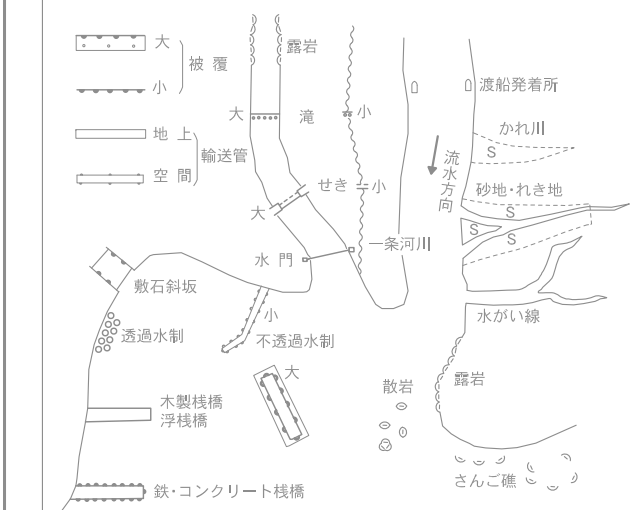 大
被覆
小
地上
輸送管
空間
露岩
大
滝
小
せき
小
大
水門
一条河川
渡船発着所
かれ川
S
流水方向
砂地・れき地
S
S
S
水がい線
敷石斜坂
透過水制
小
不透過水制
大
散岩
露岩
木製桟橋
浮桟橋
鉄・コンクリート桟橋
さんご礁